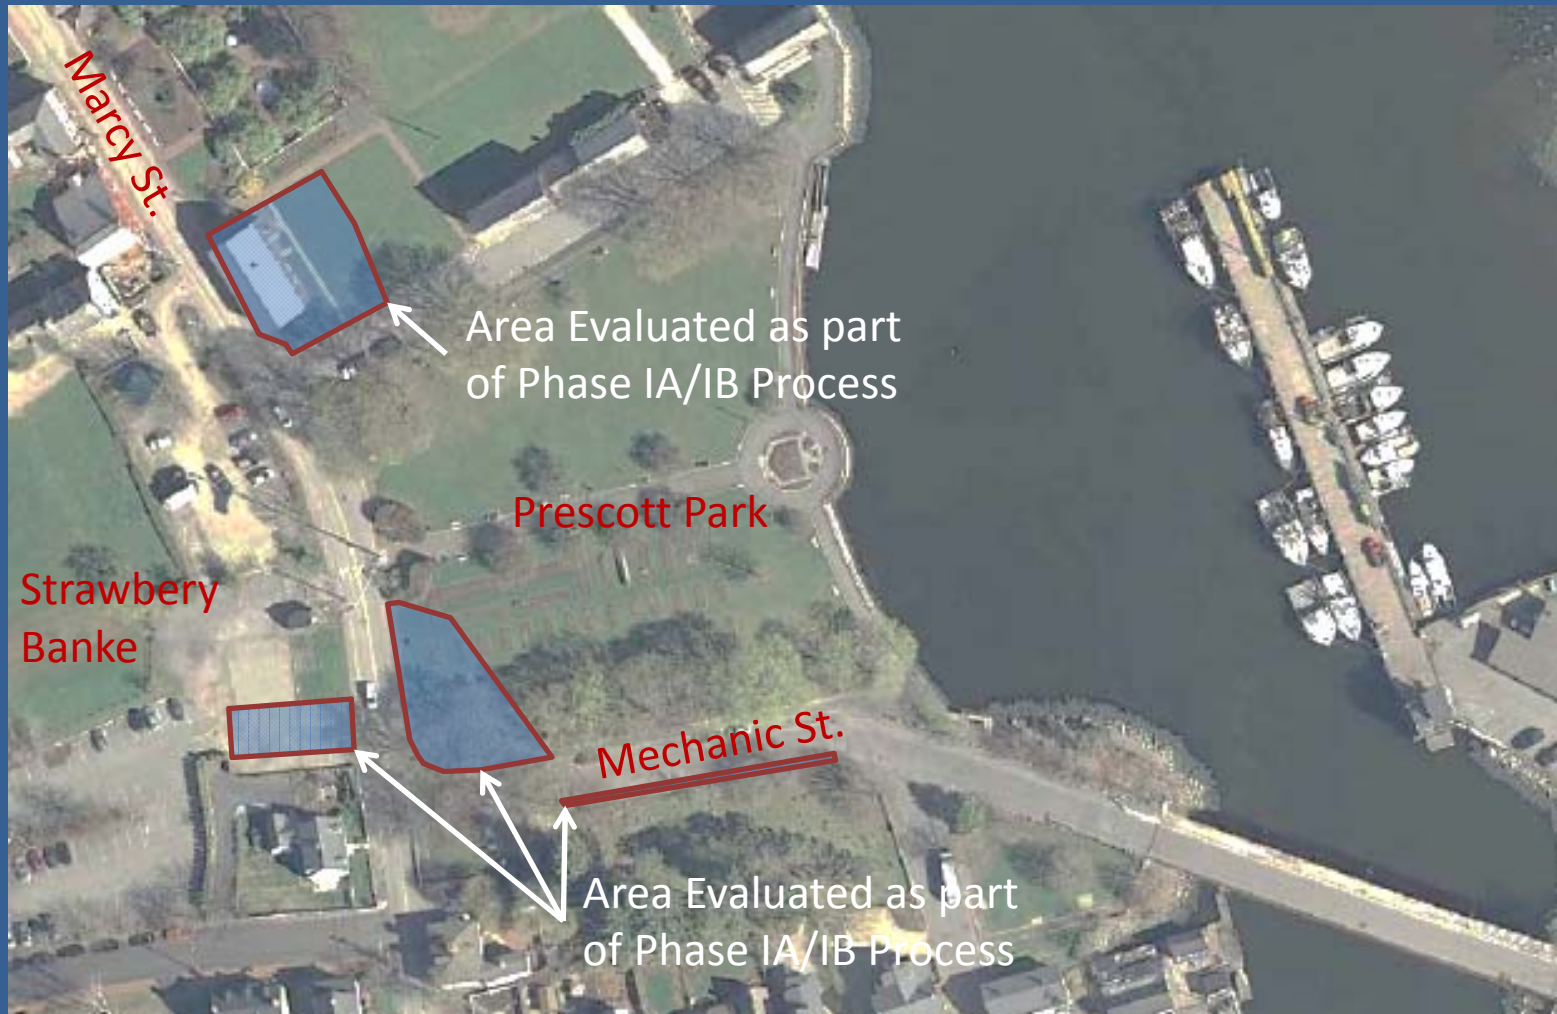 Marcy St.
Area Evaluated as part
of Phase IA/IB Process
Prescott Park
Strawbery
Banke
Mechanic St.
Area Evaluated as part
of Phase IA/IB Process